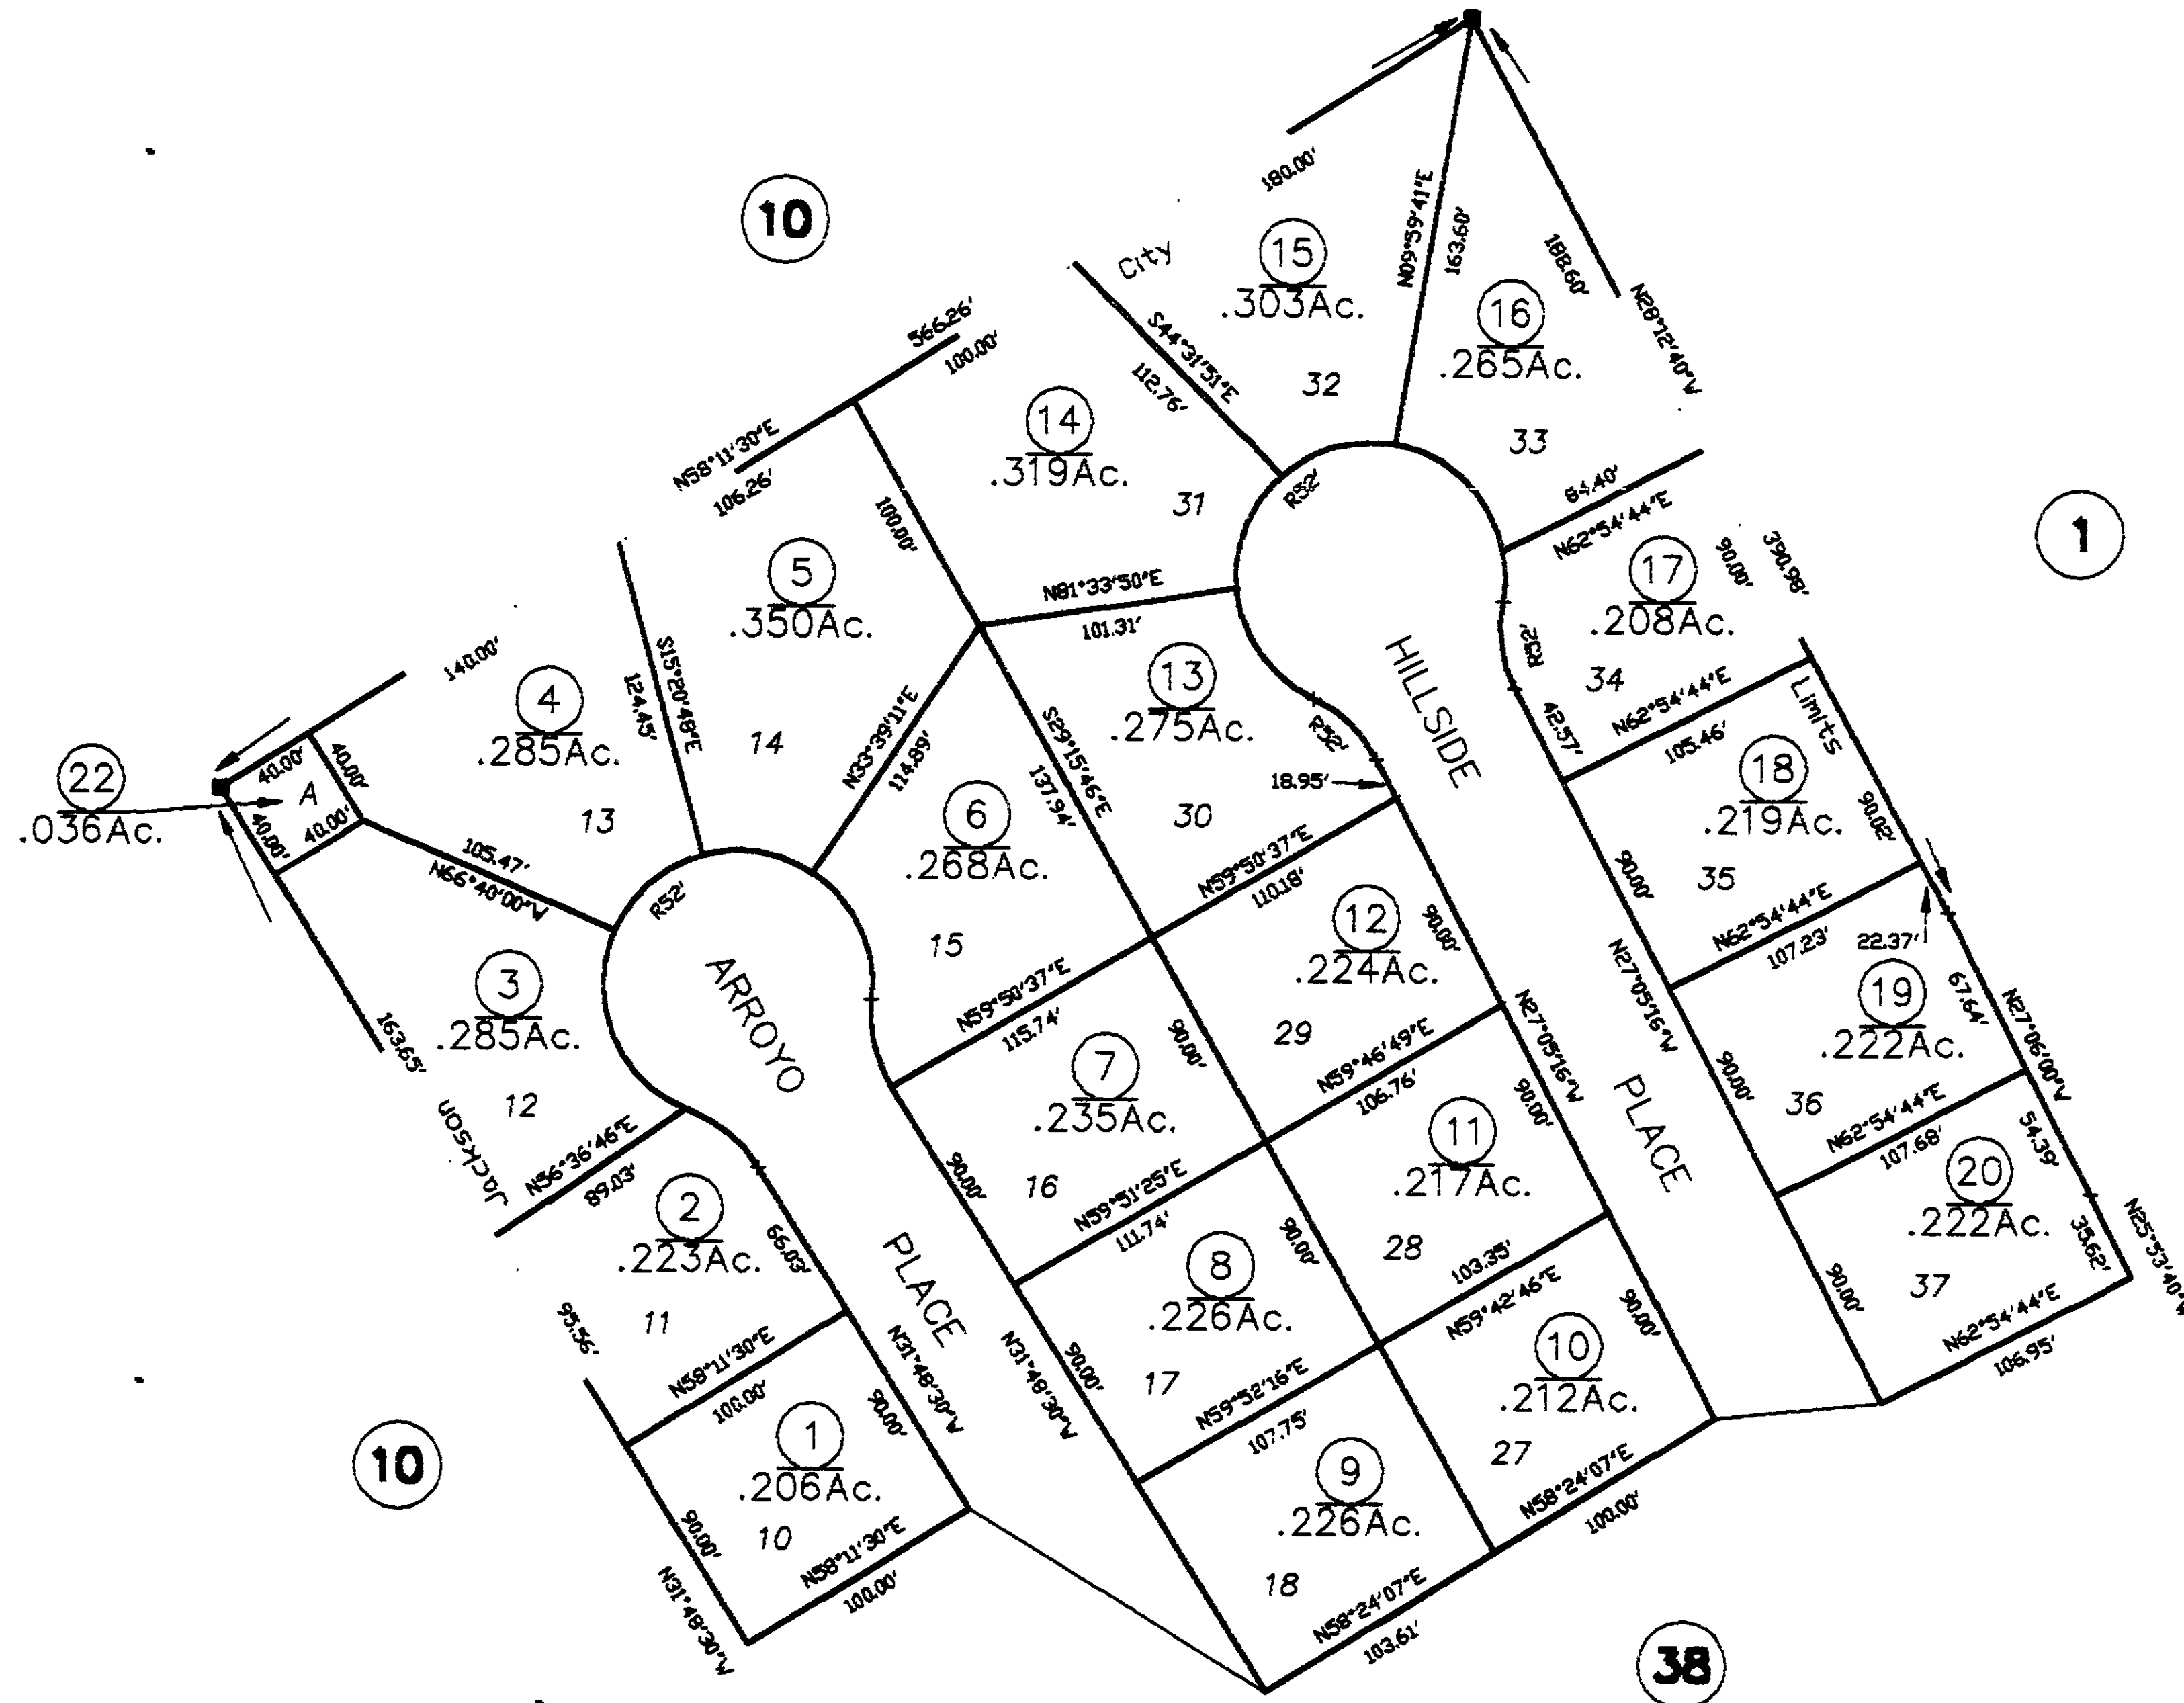 10
180.00'
N09°59'41"E
163.60'
188.60'
N28°12'40"W
City
15
.303Ac.
32
16
.265Ac.
33
566.26'
100.00'
S44°31'51"E
112.76'
N58°11'30"E
106.26'
14
.319Ac.
31
100.00'
R52'
84.40'
N62°54'44"E
1
5
.350Ac.
14
N81°33'50"E
101.31'
17
.208Ac.
34
90.00'
390.98'
R52'
42.57'
140.00'
S15°20'48"E
124.45'
4
.285Ac.
13
N33°39'11"E
114.89'
13
.275Ac.
30
R52'
18.95'
S29°15'46"E
137.94'
HILLSIDE
N62°54'44"E
105.46'
Limits
22
.036Ac.
40.00'
40.00'
A
40.00'
40.00'
105.47'
N66°40'00"W
R52'
6
.268Ac.
15
N59°50'37"E
110.18'
18
.219Ac.
35
90.00'
90.02'
N62°54'44"E
107.23'
22.37'
3
.285Ac.
12
163.65'
ARROYO
N59°50'37"E
115.74'
12
.224Ac.
29
90.00'
90.00'
N27°05'16"W
N27°05'16"W
19
.222Ac.
36
90.00'
67.64'
N27°06'00"W
Jackson
N56°36'46"E
89.03'
7
.235Ac.
16
90.00'
N59°46'49"E
106.76'
90.00'
PLACE
N62°54'44"E
107.68'
54.39'
2
.223Ac.
11
66.03'
95.56'
N59°51'25"E
111.74'
11
.217Ac.
28
90.00'
20
.222Ac.
37
90.00'
35.62'
N25°53'40"W
PLACE
8
.226Ac.
17
90.00'
103.35'
N59°42'46"E
90.00'
N62°54'44"E
106.95'
N58°11'30"E
100.00'
N31°48'30"W
90.00'
N31°48'30"W
N59°52'16"E
107.75'
10
.212Ac.
27
10
1
.206Ac.
10
90.00'
N31°48'30"W
N58°11'30"E
100.00'
9
.226Ac.
18
N58°24'07"E
100.00'
N58°24'07"E
103.61'
38